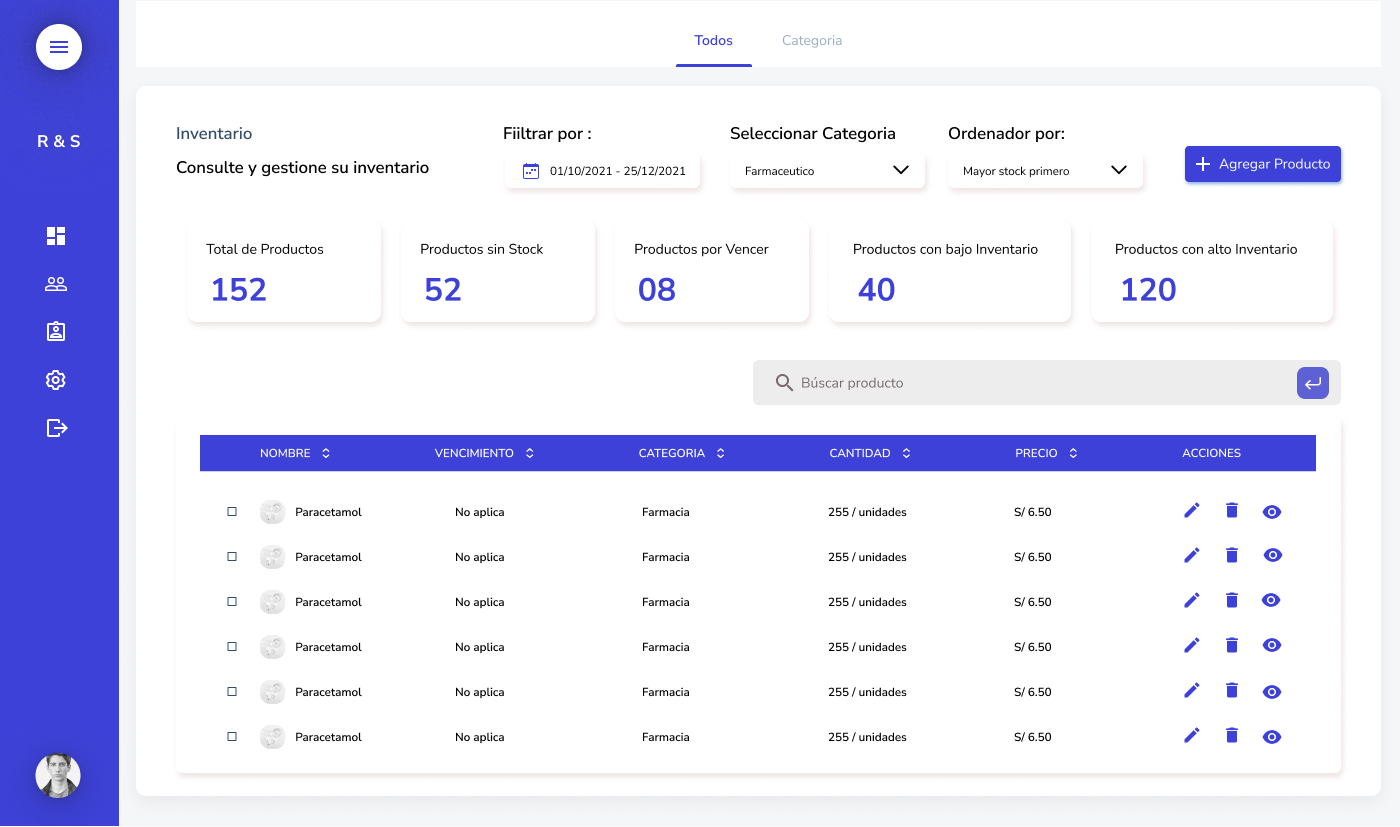 Todos Categoria
R & S
Inventario
Consulte y gestione su inventario
Fiiltrar por :
01/10/2021 - 25/12/2021
Seleccionar Categoria
Farmaceutico
Ordenador por:
Mayor stock primero
Agregar Producto
Total de Productos
152
Productos sin Stock
52
Productos por Vencer
08
Productos con bajo Inventario
40
Productos con alto Inventario
120
Búscar producto
NOMBRE VENCIMIENTO CATEGORIA CANTIDAD PRECIO ACCIONES
Paracetamol No aplica Farmacia 255 / unidades S/ 6.50
Paracetamol No aplica Farmacia 255 / unidades S/ 6.50
Paracetamol No aplica Farmacia 255 / unidades S/ 6.50
Paracetamol No aplica Farmacia 255 / unidades S/ 6.50
Paracetamol No aplica Farmacia 255 / unidades S/ 6.50
Paracetamol No aplica Farmacia 255 / unidades S/ 6.50